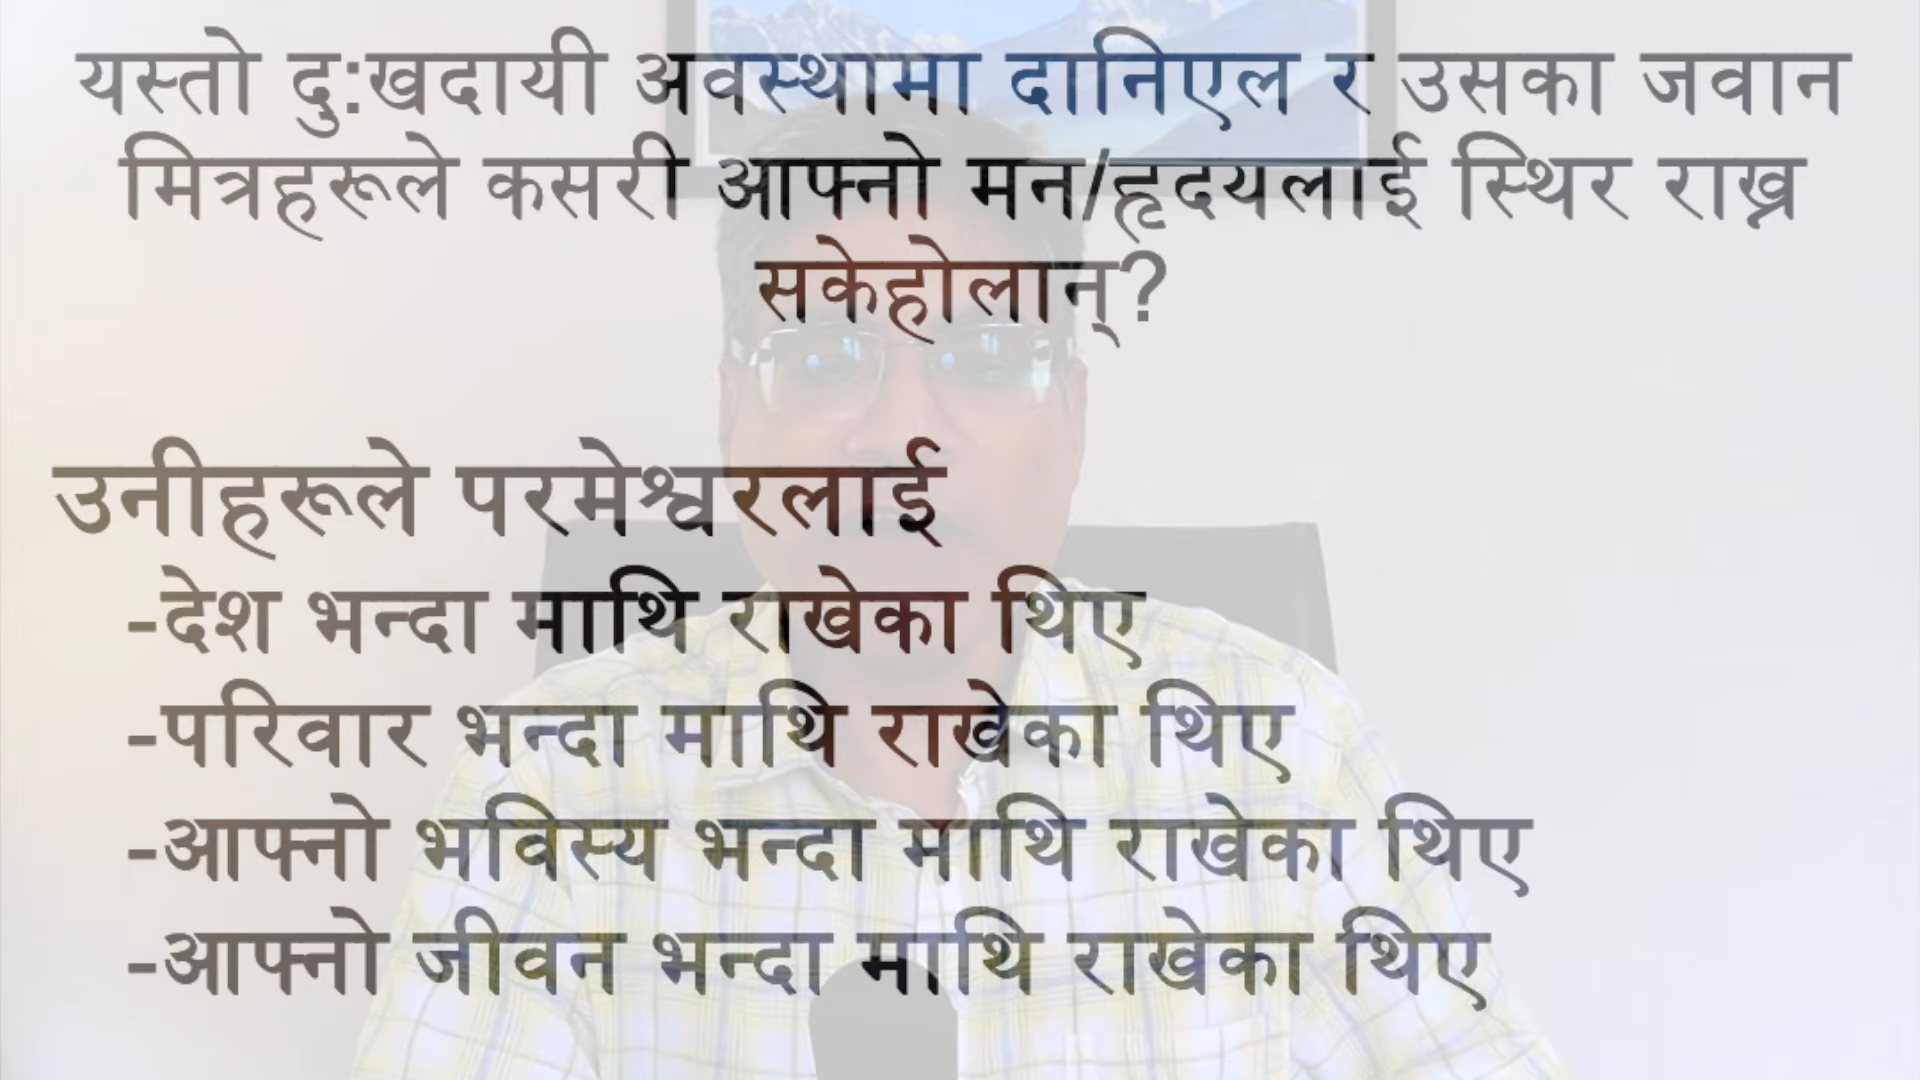 यस्तो दु:खदायी अवस्थामा दानिएल र उसका जवान
मित्रहरूले कसरी आफ्नो मन/हृदयलाई स्थिर राख्न
सकेहोलान्?
उनीहरूले परमेश्वरलाई
-देश भन्दा माथि राखेका थिए
-परिवार भन्दा माथि राखेका थिए
-आफ्नो भविस्य भन्दा माथि राखेका थिए
-आफ्नो जीवन भन्दा माथि राखेका थिए